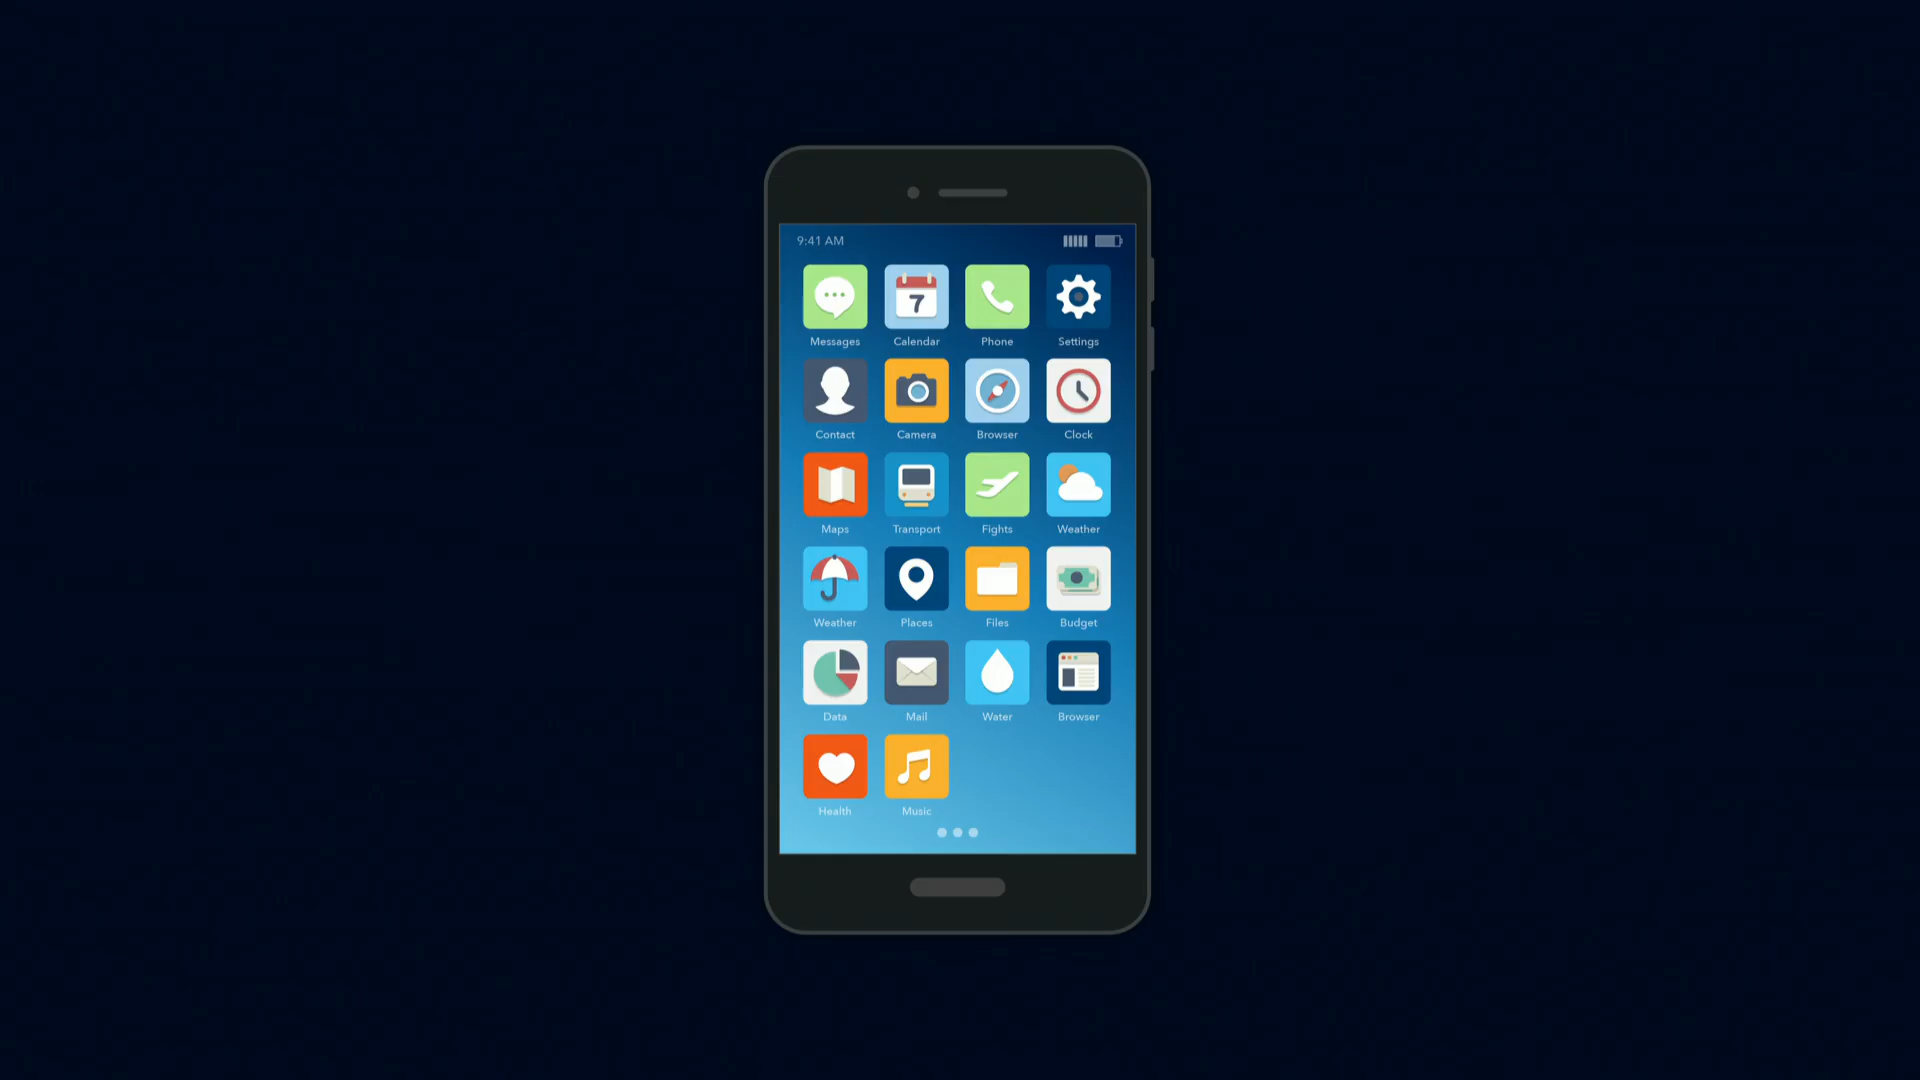 9:41 AM
7
Messages Calendar Phone Settings
Contact Camera Browser Clock
Maps Transport Fights Weather
Weather Places Files Budget
Data Mail Water Browser
Health Music